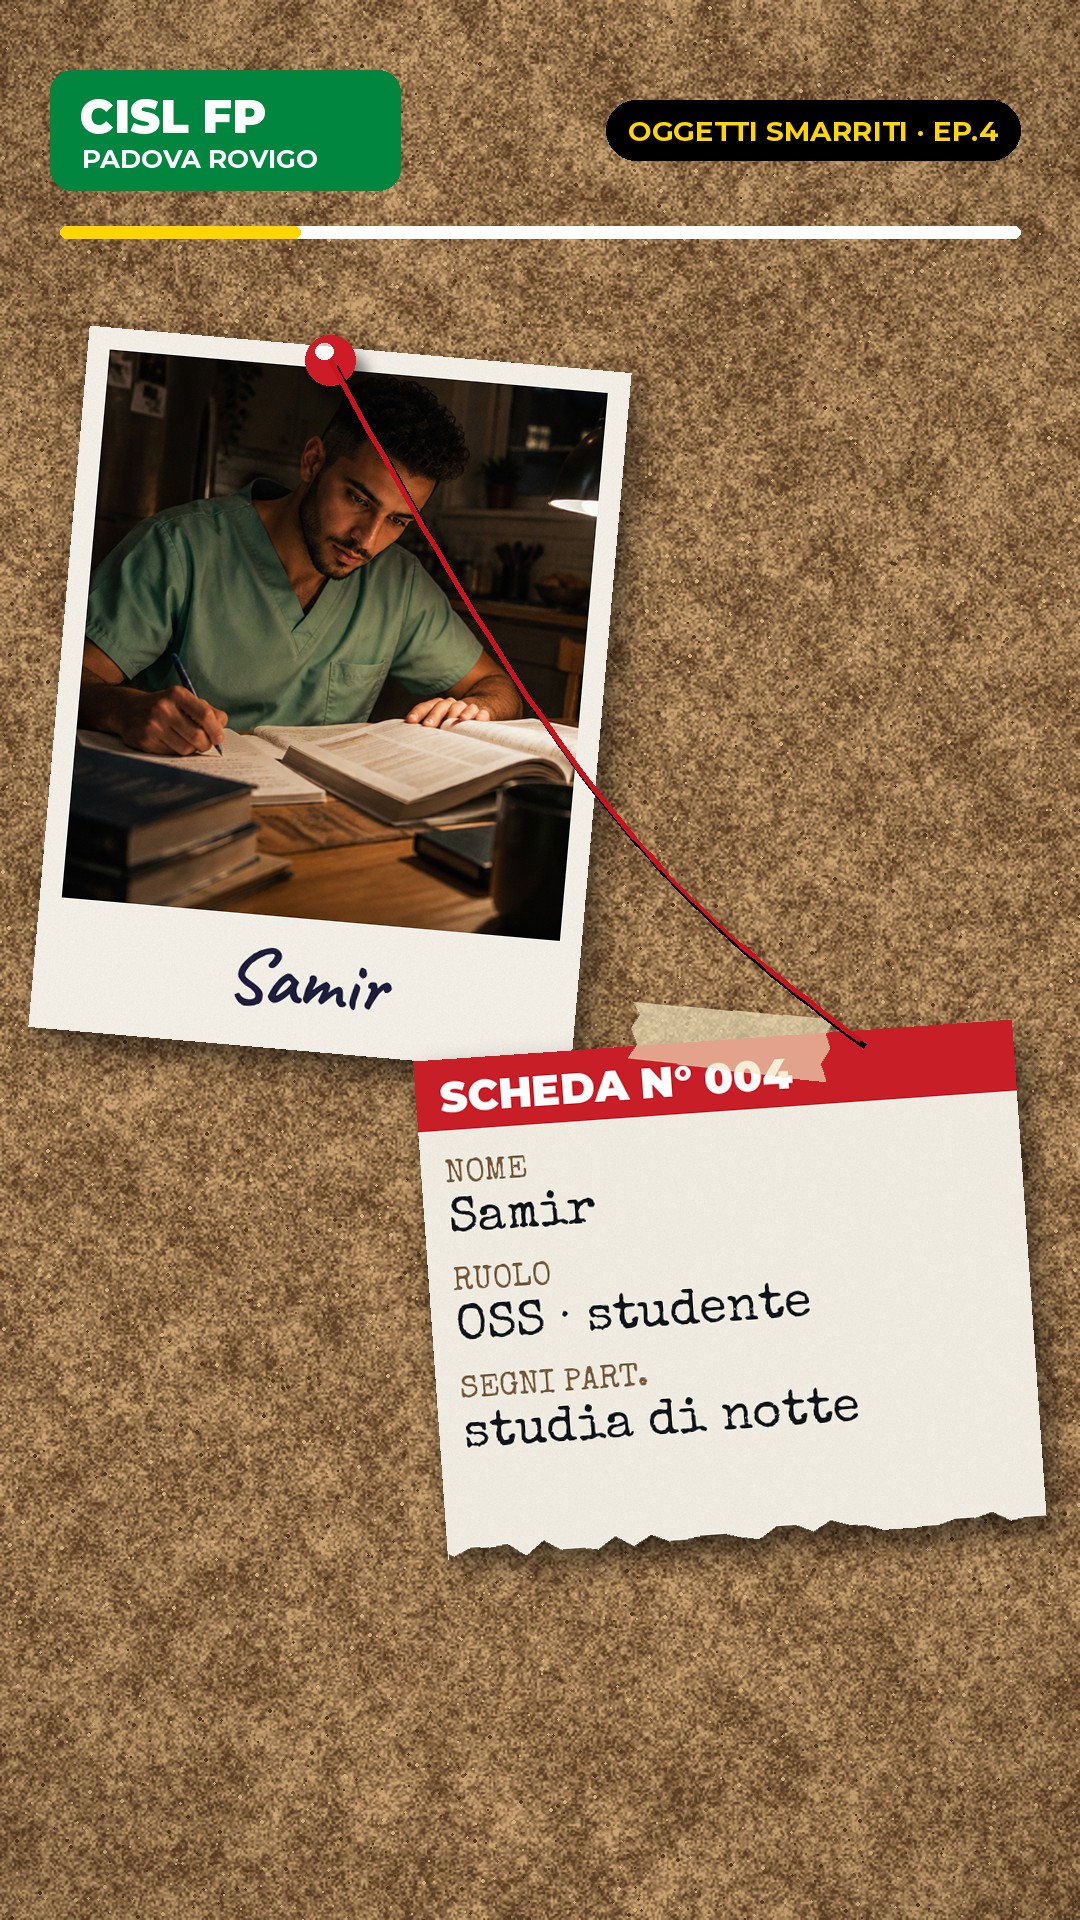 CISL FP
PADOVA ROVIGO
OGGETTI SMARRITI · EP.4
Samir
SCHEDA N° 004
NOME
Samir
RUOLO
OSS · studente
SEGNI PART.
studia di notte